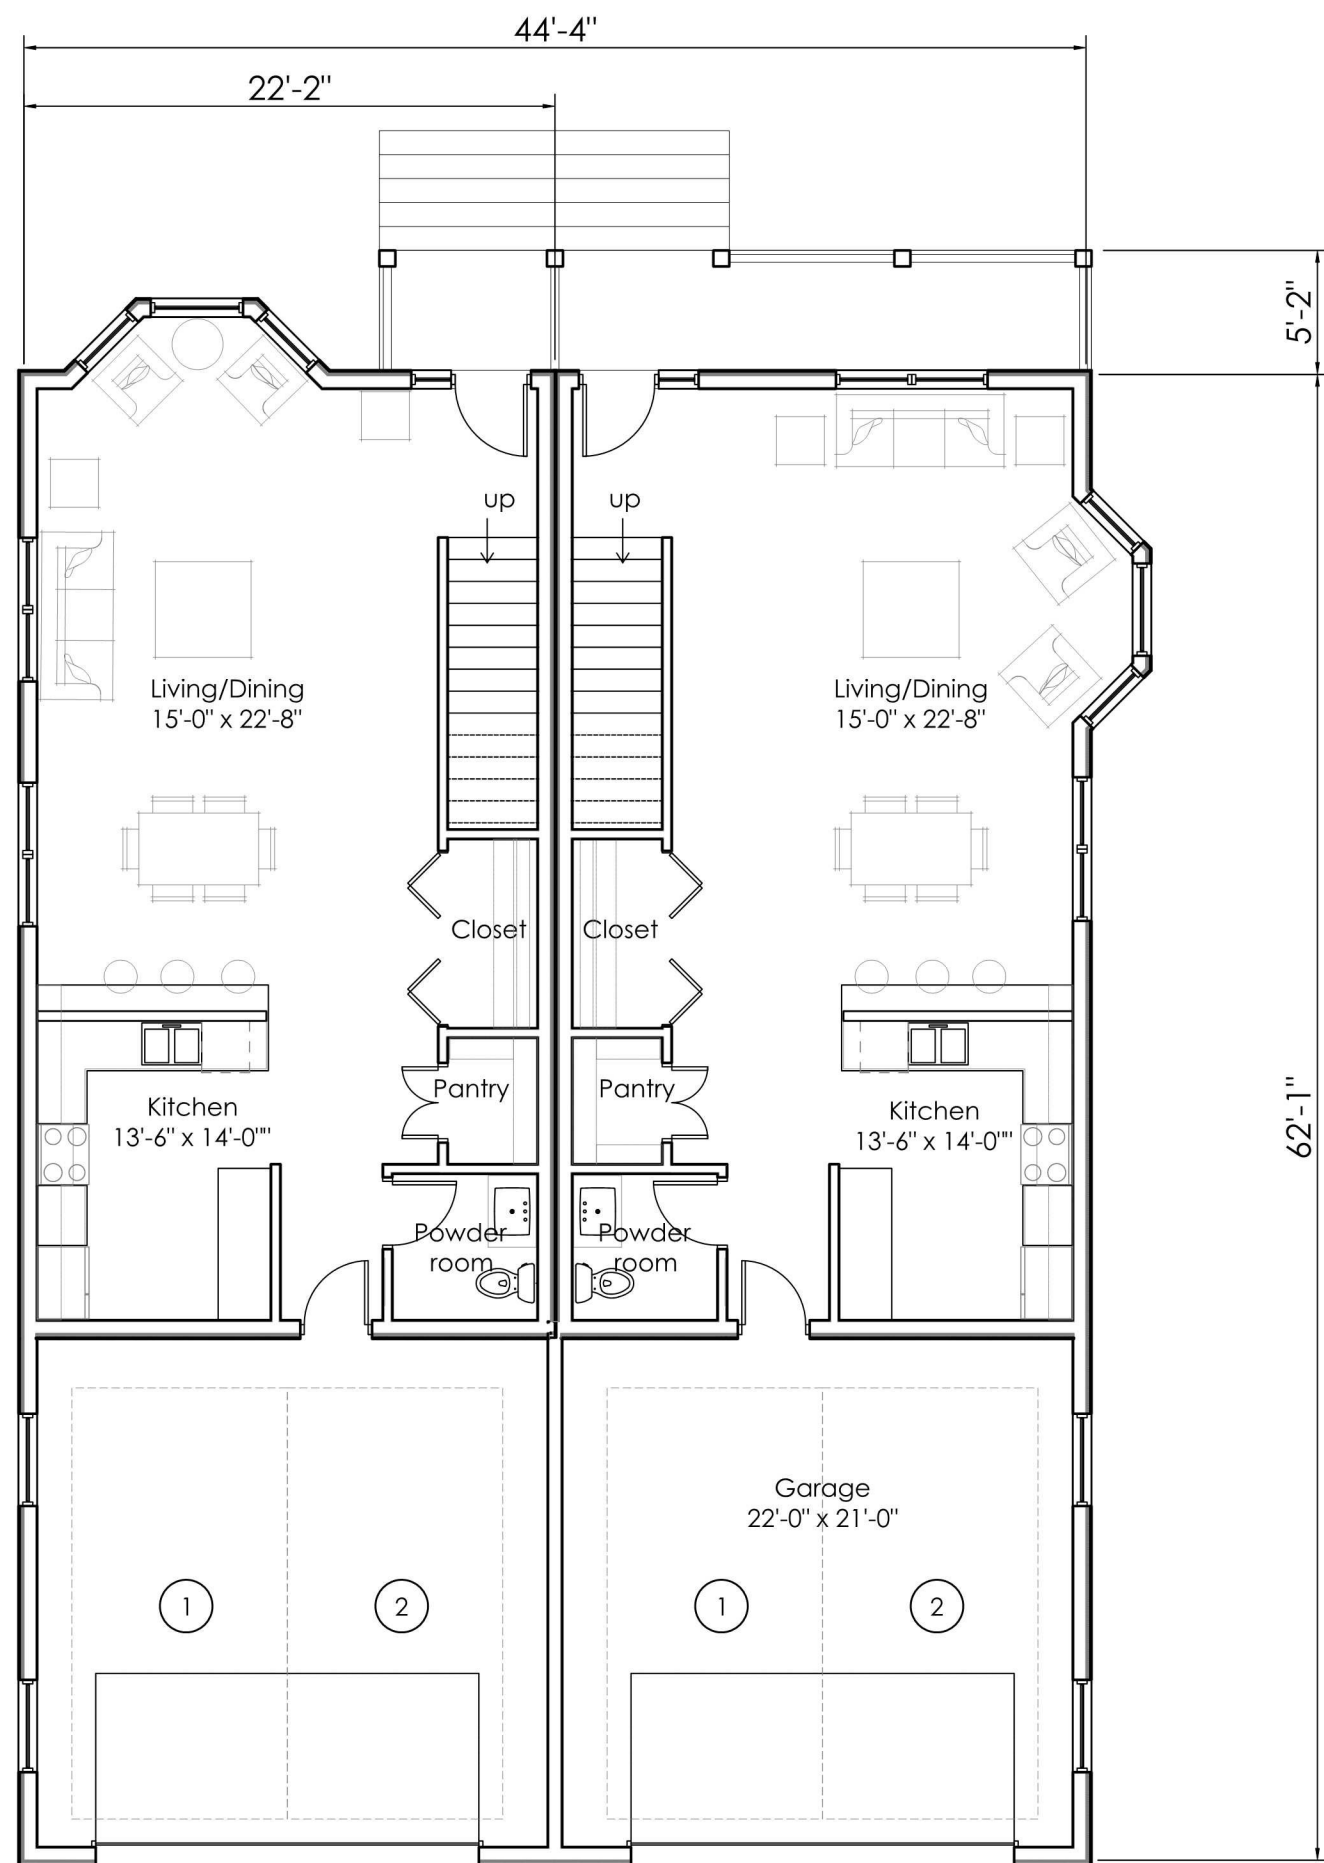 44'-4"
22'-2"
5'-2"
up
up
Living/Dining
15'-0" x 22'-8"
Living/Dining
15'-0" x 22'-8"
Closet
Closet
Pantry
Pantry
Kitchen
13'-6" x 14'-0""
Kitchen
13'-6" x 14'-0""
62'-1"
Powder
room
Powder
room
Garage
22'-0" x 21'-0"
1
2
1
2